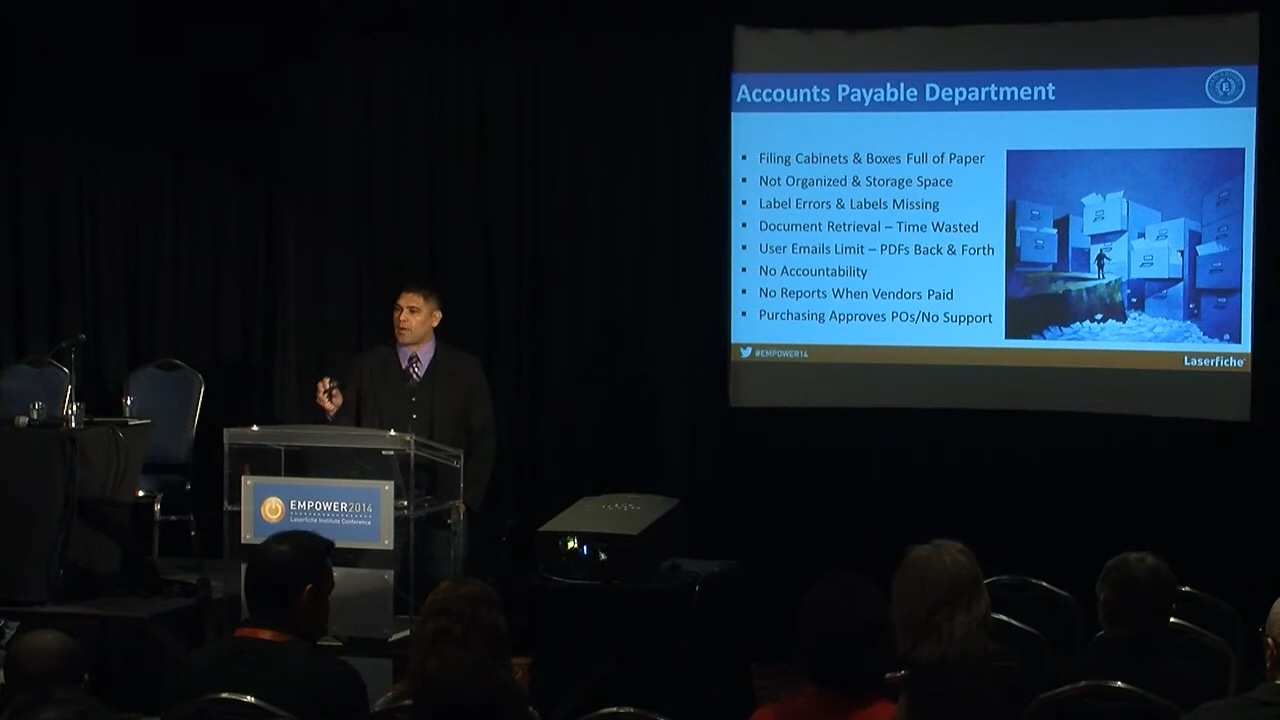 Accounts Payable Department
Filing Cabinets & Boxes Full of Paper
Not Organized & Storage Space
Label Errors & Labels Missing
Document Retrieval – Time Wasted
User Emails Limit – PDFs Back & Forth
No Accountability
No Reports When Vendors Paid
Purchasing Approves POs/No Support
#EMPOWER14
Laserfiche
EMPOWER2014
Laserfiche Institute Conference